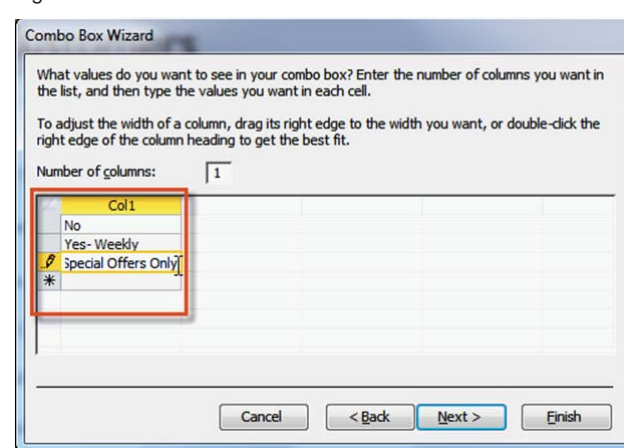 Combo Box Wizard
What values do you want to see in your combo box? Enter the number of columns you want in
the list, and then type the values you want in each cell.
To adjust the width of a column, drag its right edge to the width you want, or double-click the
right edge of the column heading to get the best fit.
Number of columns: 1
Col1
No
Yes- Weekly
Special Offers Only
Cancel < Back Next > Finish